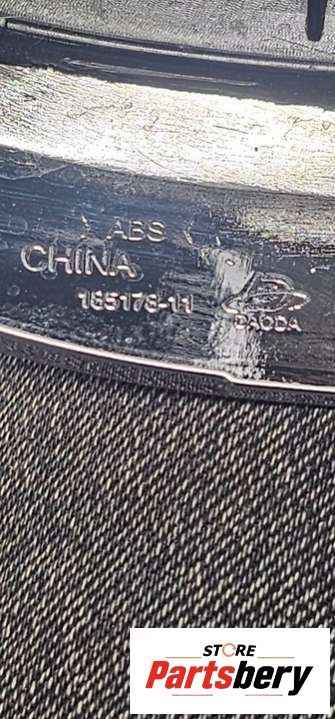 > ABS <
CHINA
165178-11
DAODA
STORE
Partsbery